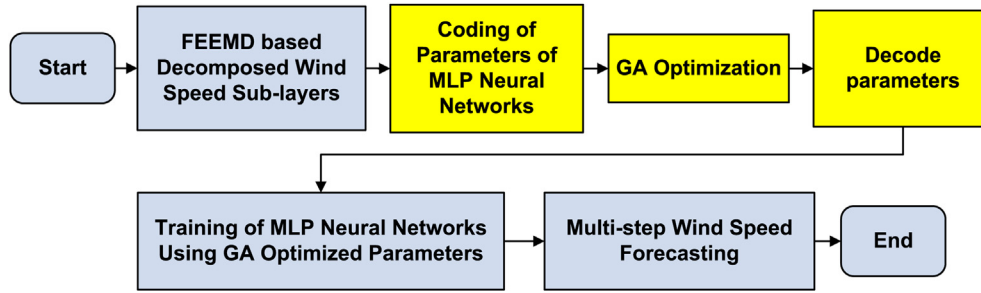 Start
FEEMD based
Decomposed Wind
Speed Sub-layers
Coding of
Parameters of
MLP Neural
Networks
GA Optimization
Decode
parameters
Training of MLP Neural Networks
Using GA Optimized Parameters
Multi-step Wind Speed
Forecasting
End